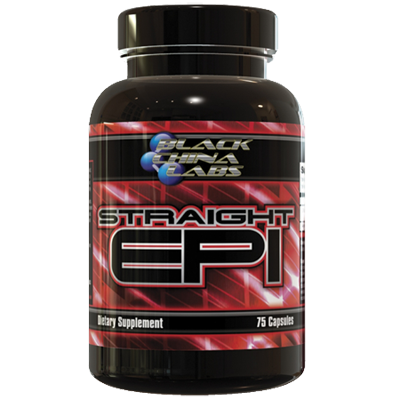 BLACK
CHINA
LABS
STRAIGHT
EPI
Dietary Supplement
75 Capsules